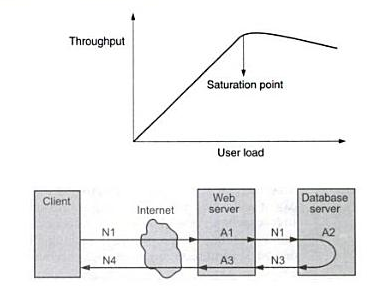 Throughput
Saturation point
User load
Client
Internet
Web
server
Database
server
N1
A1
N1
A2
N4
A3
N3